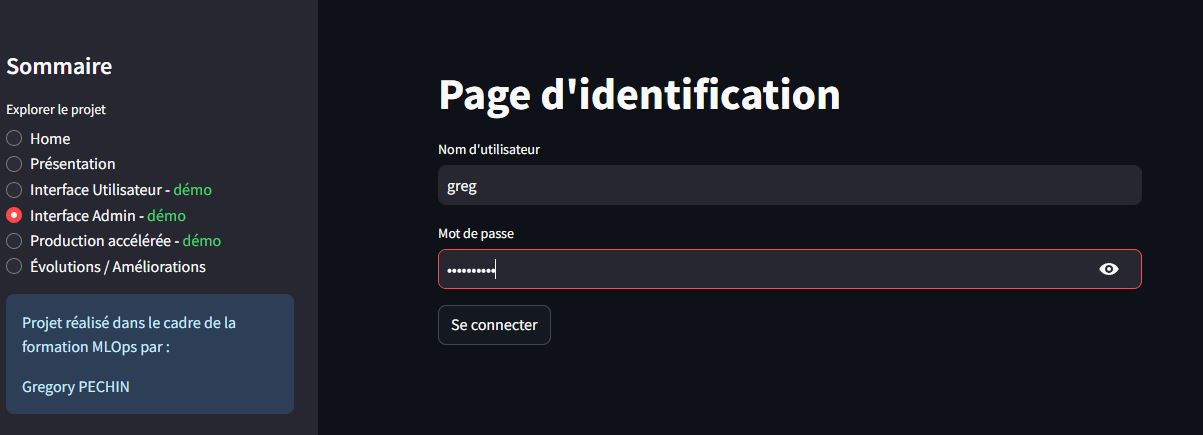 Sommaire
Explorer le projet
Home
Présentation
Interface Utilisateur - démo
Interface Admin - démo
Production accélérée - démo
Évolutions / Améliorations
Projet réalisé dans le cadre de la
formation MLOps par :
Gregory PECHIN
Page d'identification
Nom d'utilisateur
greg
Mot de passe
••••••••••
Se connecter